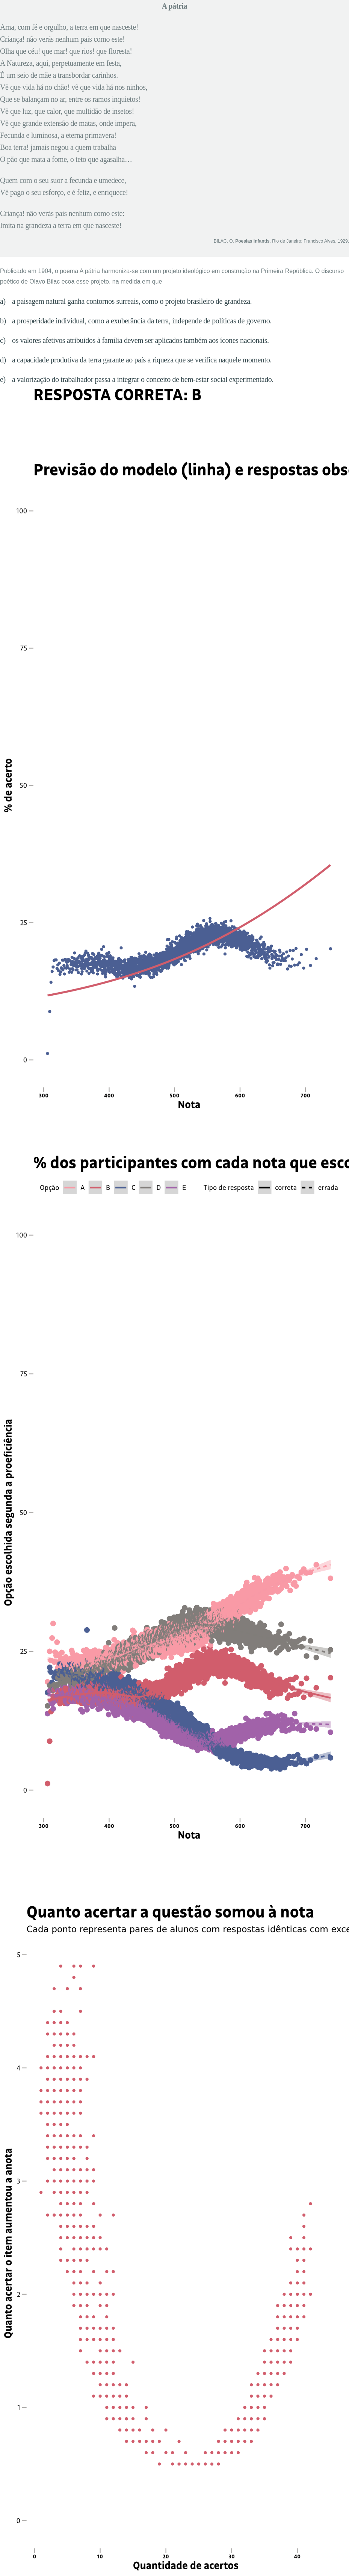 A pátria
Ama, com fé e orgulho, a terra em que nasceste!
Criança! não verás nenhum país como este!
Olha que céu! que mar! que rios! que floresta!
A Natureza, aqui, perpetuamente em festa,
É um seio de mãe a transbordar carinhos.
Vê que vida há no chão! vê que vida há nos ninhos,
Que se balançam no ar, entre os ramos inquietos!
Vê que luz, que calor, que multidão de insetos!
Vê que grande extensão de matas, onde impera,
Fecunda e luminosa, a eterna primavera!
Boa terra! jamais negou a quem trabalha
O pão que mata a fome, o teto que agasalha…
Quem com o seu suor a fecunda e umedece,
Vê pago o seu esforço, e é feliz, e enriquece!
Criança! não verás país nenhum como este:
Imita na grandeza a terra em que nasceste!
BILAC, O. Poesias infantis. Rio de Janeiro: Francisco Alves, 1929.
Publicado em 1904, o poema A pátria harmoniza-se com um projeto ideológico em construção na Primeira República. O discurso
poético de Olavo Bilac ecoa esse projeto, na medida em que
a) a paisagem natural ganha contornos surreais, como o projeto brasileiro de grandeza.
b) a prosperidade individual, como a exuberância da terra, independe de políticas de governo.
c) os valores afetivos atribuídos à família devem ser aplicados também aos ícones nacionais.
d) a capacidade produtiva da terra garante ao país a riqueza que se verifica naquele momento.
e) a valorização do trabalhador passa a integrar o conceito de bem-estar social experimentado.
RESPOSTA CORRETA: B
Previsão do modelo (linha) e respostas obs
100
75
50
25
0
% de acerto
300 400 500 600 700
Nota
% dos participantes com cada nota que esco
Opção A B C D E Tipo de resposta correta errada
100
75
50
25
0
Opção escolhida segunda a proeficiência
300 400 500 600 700
Nota
Quanto acertar a questão somou à nota
Cada ponto representa pares de alunos com respostas idênticas com exce
5
4
3
2
1
0
Quanto acertar o item aumentou a anota
0 10 20 30 40
Quantidade de acertos